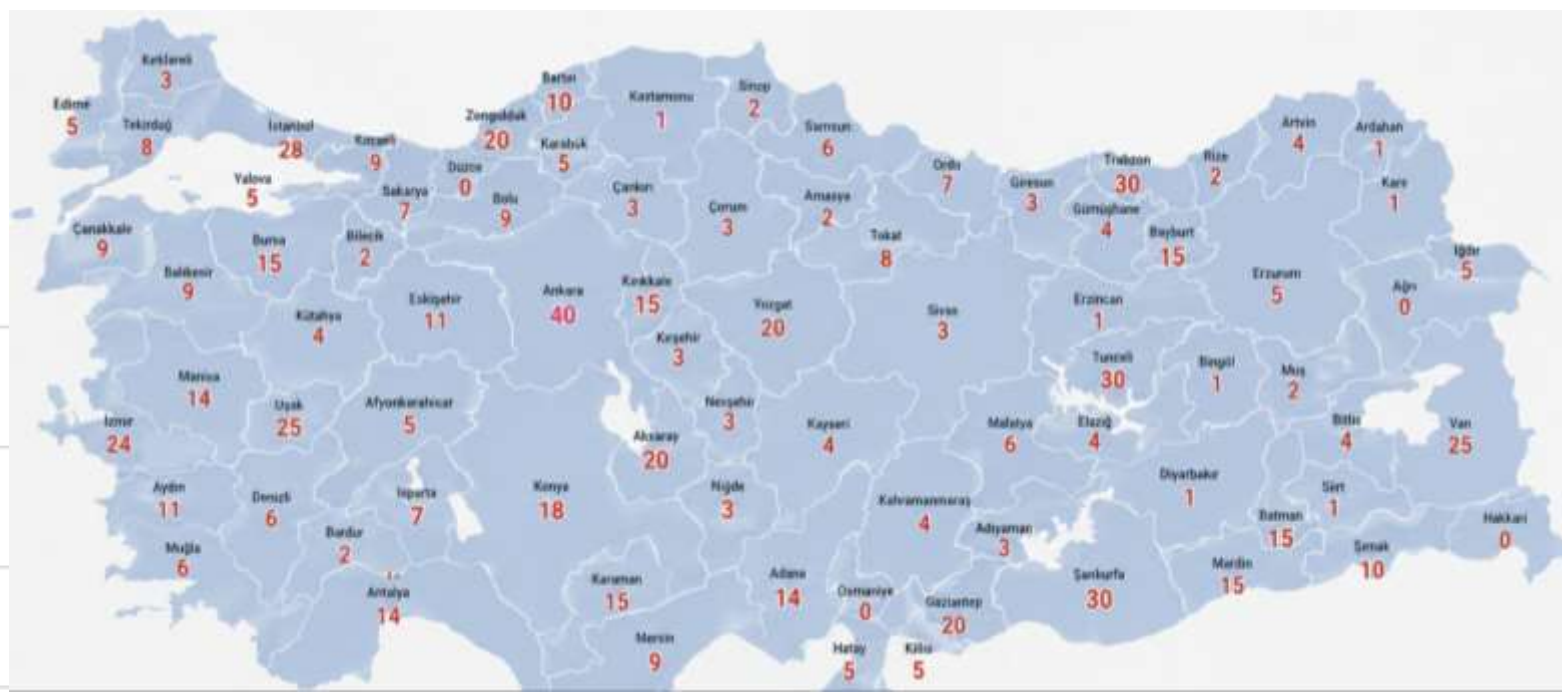 Kırklareli
3
Edirne
5
Tekirdağ
8
İstanbul
28
Kocaeli
9
Yalova
5
Sakarya
7
Düzce
0
Zonguldak
20
Bartın
10
Karabük
5
Bolu
9
Kastamonu
1
Sinop
2
Samsun
6
Çankırı
3
Çorum
3
Amasya
2
Tokat
8
Ordu
7
Giresun
3
Trabzon
30
Gümüşhane
4
Bayburt
15
Rize
2
Artvin
4
Ardahan
1
Kars
1
Iğdır
5
Ağrı
0
Erzurum
5
Erzincan
1
Çanakkale
9
Balıkesir
9
Bursa
15
Bilecik
2
Kütahya
4
Eskişehir
11
Ankara
40
Kırıkkale
15
Kırşehir
3
Yozgat
20
Sivas
3
Tunceli
30
Bingöl
1
Muş
2
Bitlis
4
Van
25
Manisa
14
İzmir
24
Uşak
25
Afyonkarahisar
5
Aksaray
20
Nevşehir
3
Kayseri
4
Malatya
6
Elazığ
4
Aydın
11
Denizli
6
Isparta
7
Burdur
2
Muğla
6
Antalya
14
Konya
18
Niğde
3
Karaman
15
Mersin
9
Adana
14
Osmaniye
0
Hatay
5
Kilis
5
Gaziantep
20
Kahramanmaraş
4
Adıyaman
3
Şanlıurfa
30
Diyarbakır
1
Mardin
15
Batman
15
Siirt
1
Şırnak
10
Hakkari
0